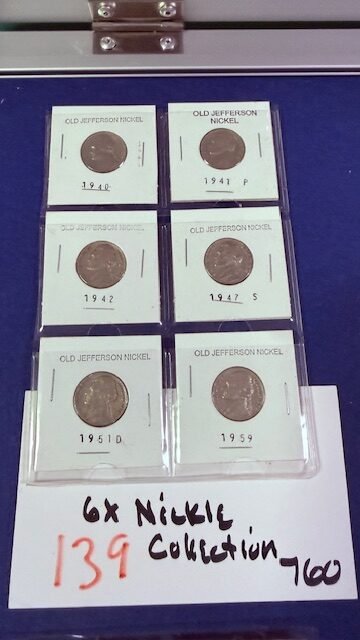 OLD JEFFERSON NICKEL
1940
OLD JEFFERSON
NICKEL
1941 P
OLD JEFFERSON NICKEL
1942
OLD JEFFERSON NICKEL
1947 S
OLD JEFFERSON NICKEL
1951D
OLD JEFFERSON NICKEL
1959
6x Nickle
139 Collection 760